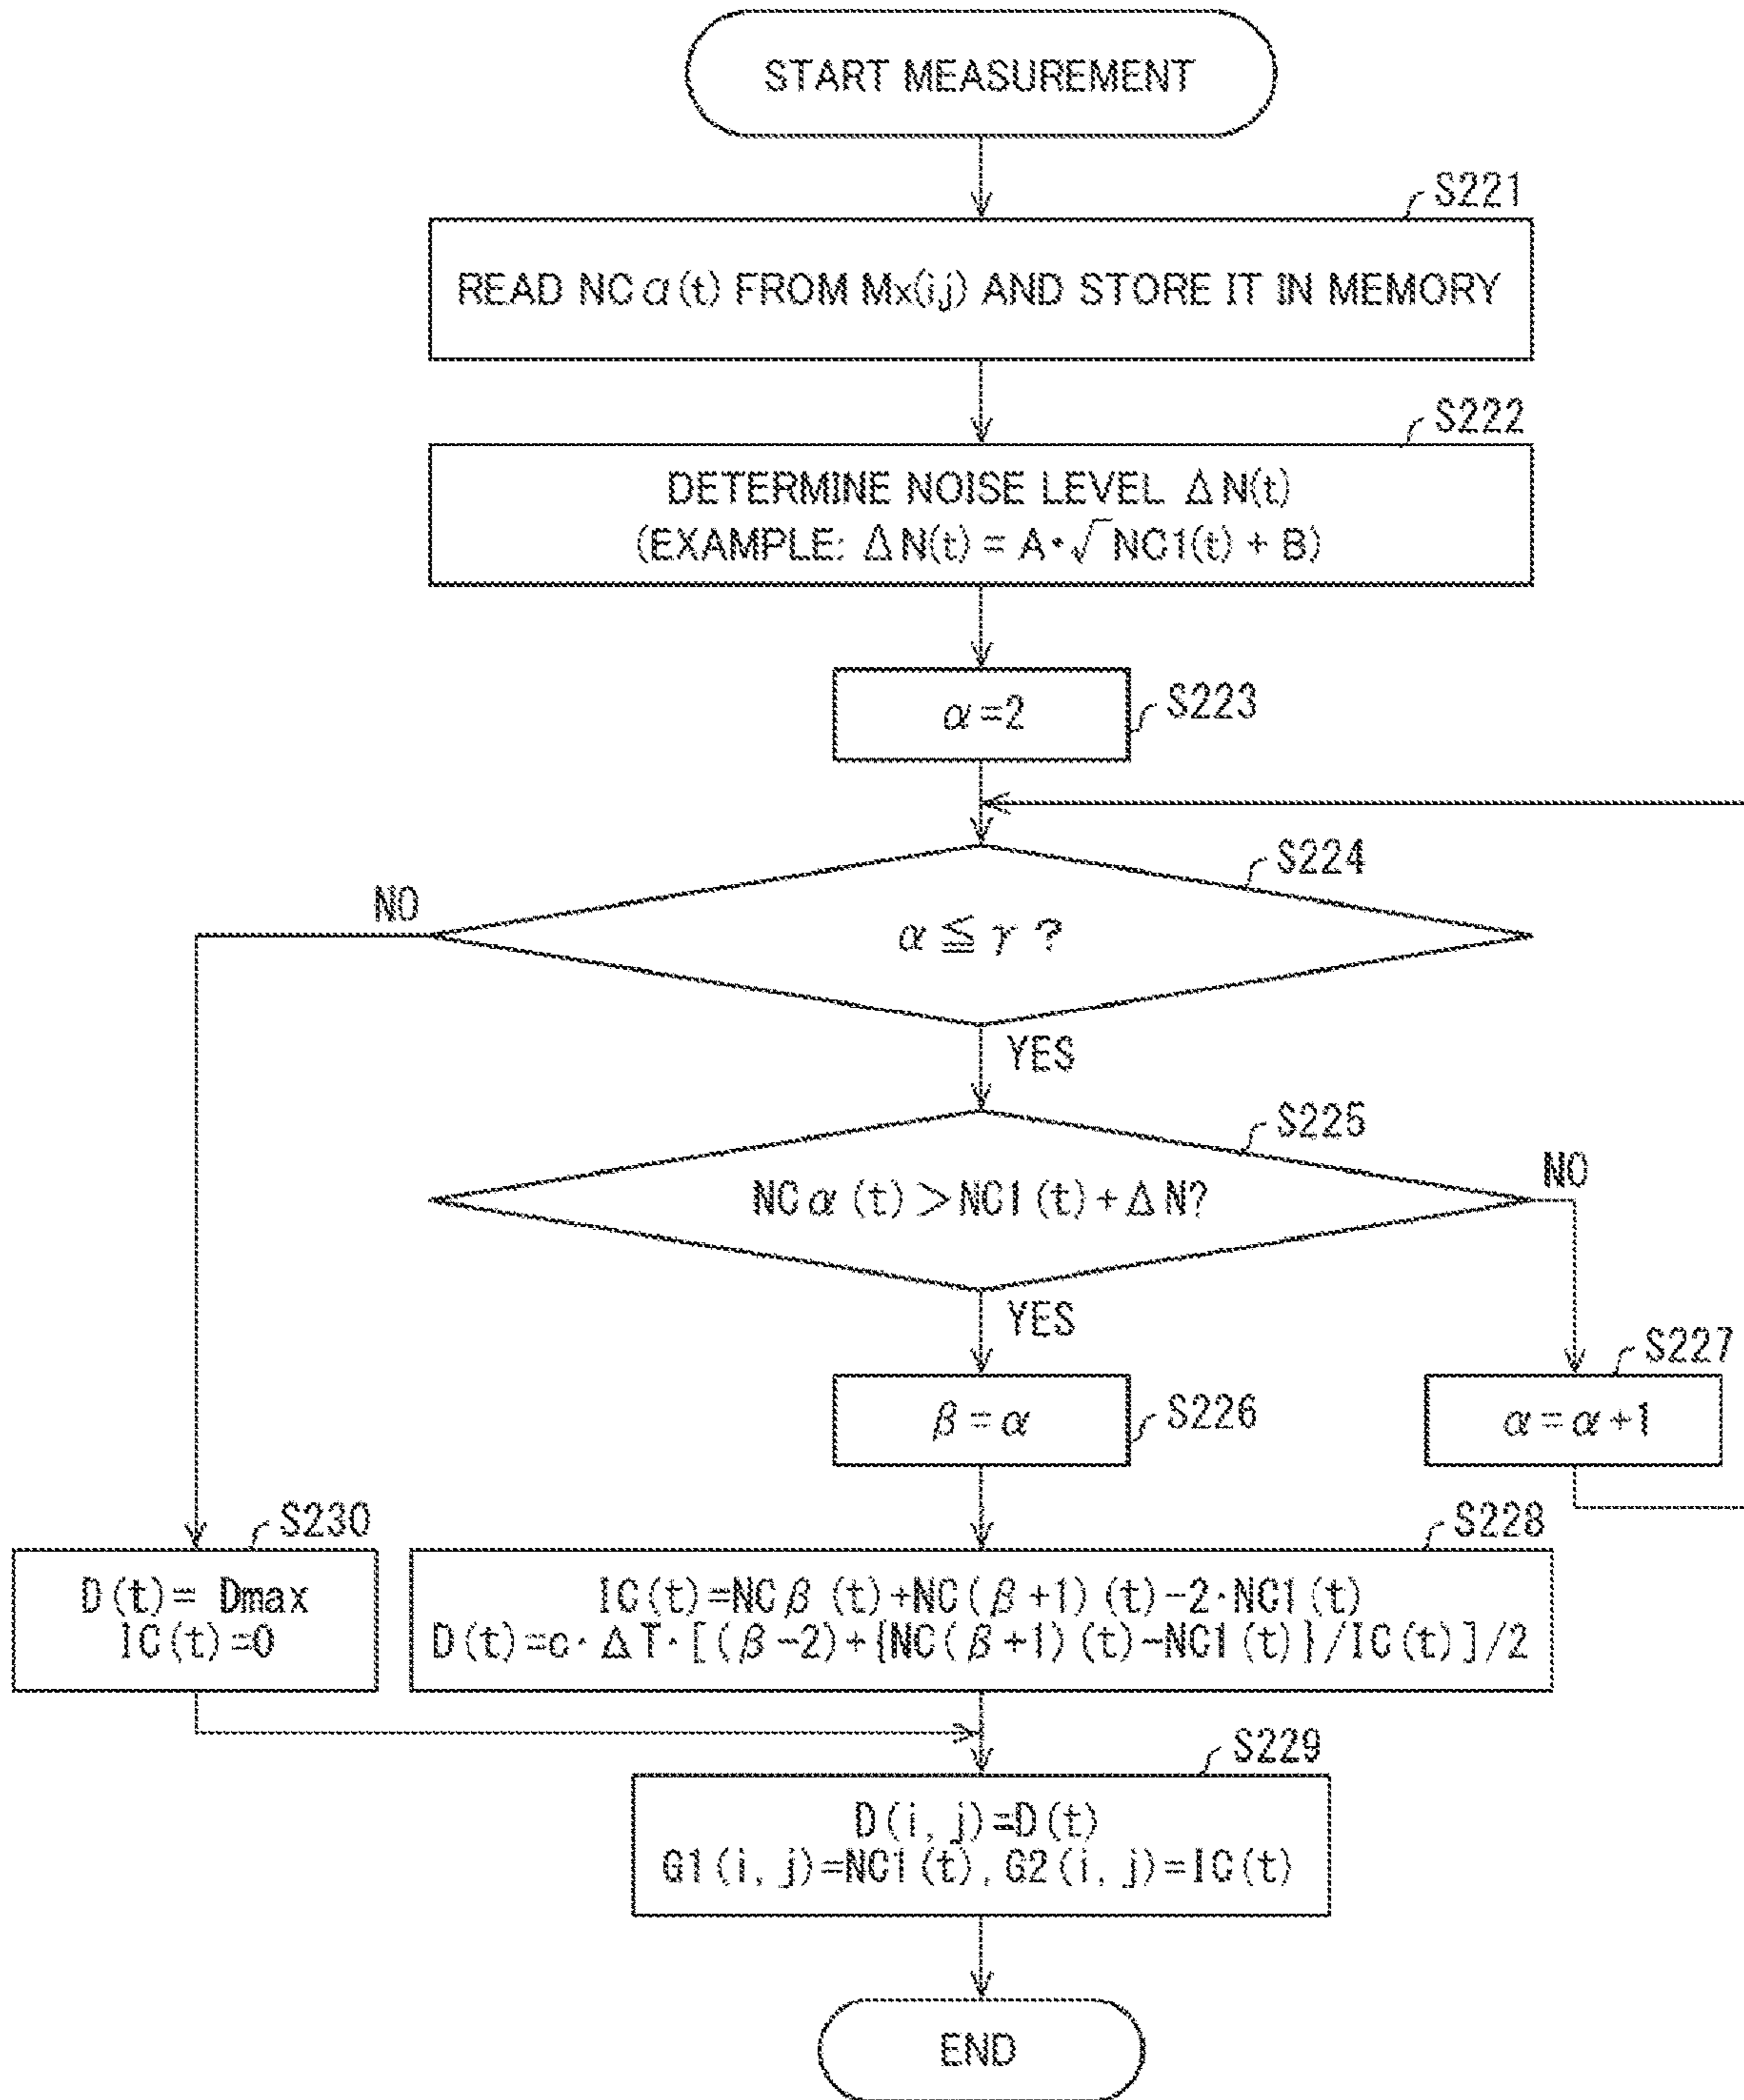 START MEASUREMENT
S221
READ NCα(t) FROM Mx(i,j) AND STORE IT IN MEMORY
S222
DETERMINE NOISE LEVEL ΔN(t)
(EXAMPLE: ΔN(t) = A·√NC1(t) + B)
α=2
S223
S224
NO
α ≦ γ ?
YES
S225
NO
NCα(t) > NC1(t)+ΔN?
YES
S227
β=α
S226
α=α+1
S230
S228
D(t)= Dmax
IC(t)=0
IC(t)=NCβ(t)+NC(β+1)(t)-2·NC1(t)
D(t)=c·ΔT·[(β-2)+{NC(β+1)(t)-NC1(t)}/IC(t)]/2
S229
D(i, j)=D(t)
G1(i, j)=NC1(t), G2(i, j)=IC(t)
END